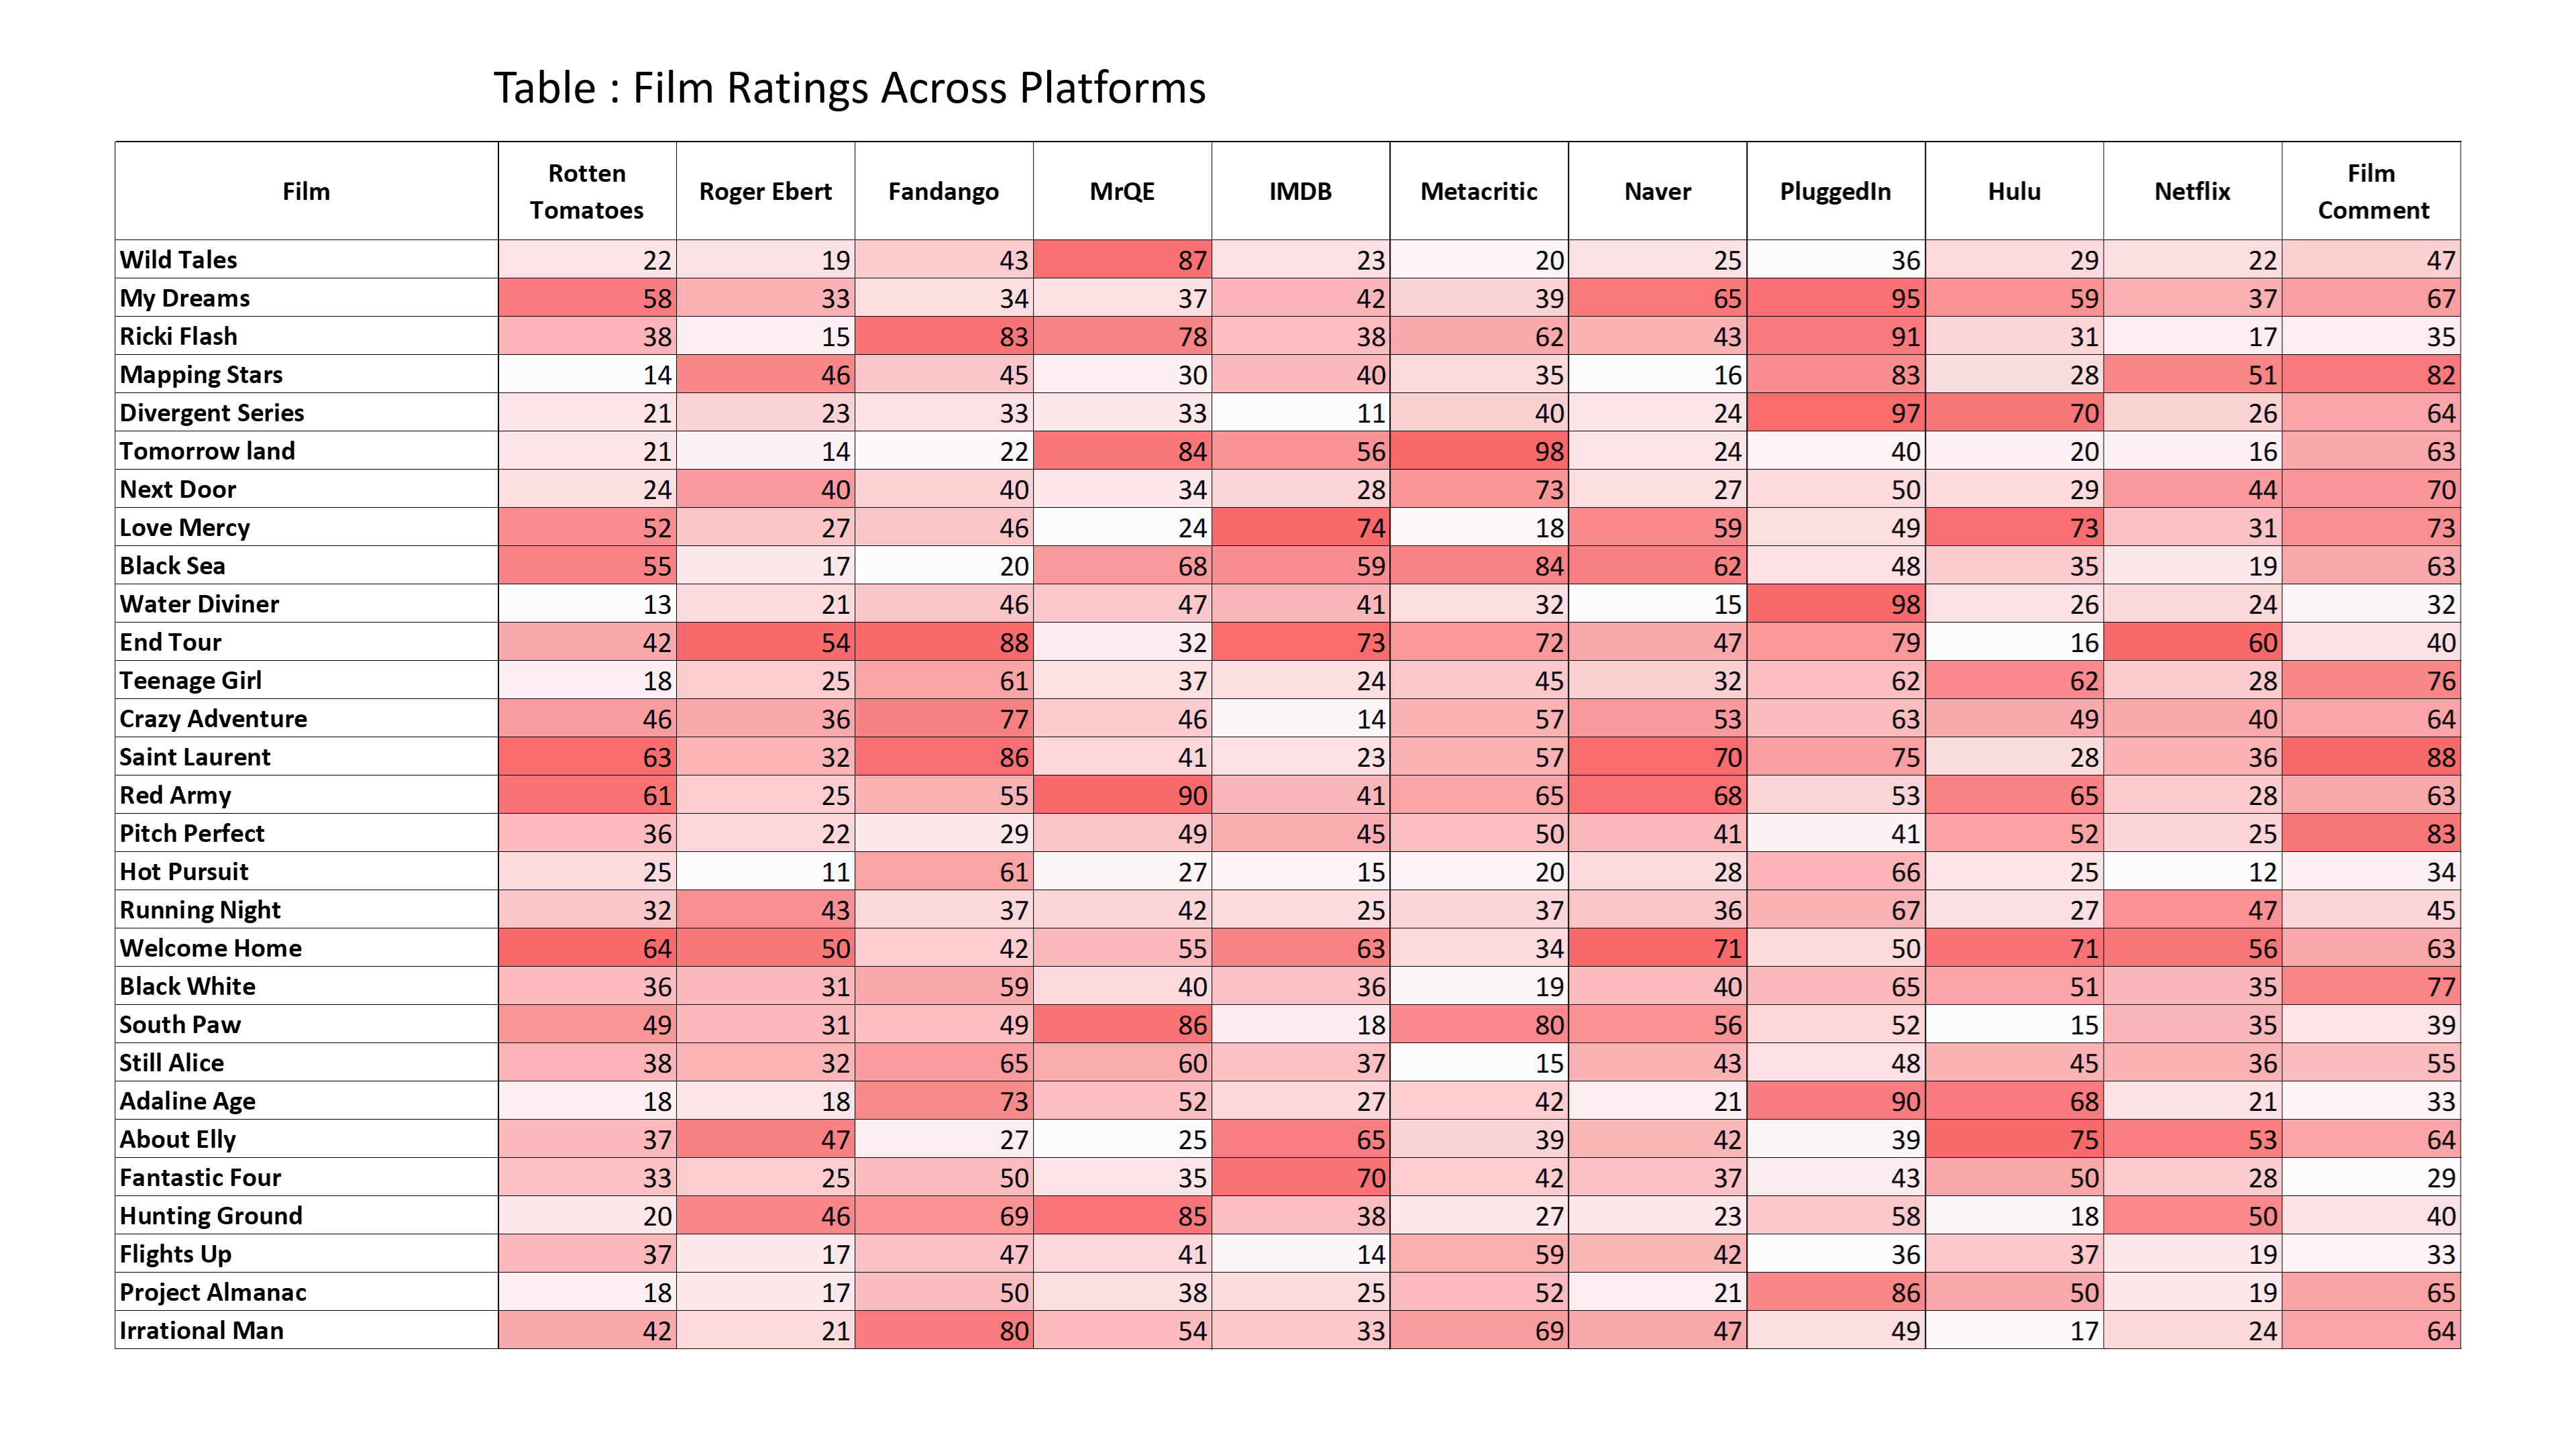 Table : Film Ratings Across Platforms
Film Rotten Tomatoes Roger Ebert Fandango MrQE IMDB Metacritic Naver PluggedIn Hulu Netflix Film Comment
Wild Tales 22 19 43 87 23 20 25 36 29 22 47
My Dreams 58 33 34 37 42 39 65 95 59 37 67
Ricki Flash 38 15 83 78 38 62 43 91 31 17 35
Mapping Stars 14 46 45 30 40 35 16 83 28 51 82
Divergent Series 21 23 33 33 11 40 24 97 70 26 64
Tomorrow land 21 14 22 84 56 98 24 40 20 16 63
Next Door 24 40 40 34 28 73 27 50 29 44 70
Love Mercy 52 27 46 24 74 18 59 49 73 31 73
Black Sea 55 17 20 68 59 84 62 48 35 19 63
Water Diviner 13 21 46 47 41 32 15 98 26 24 32
End Tour 42 54 88 32 73 72 47 79 16 60 40
Teenage Girl 18 25 61 37 24 45 32 62 62 28 76
Crazy Adventure 46 36 77 46 14 57 53 63 49 40 64
Saint Laurent 63 32 86 41 23 57 70 75 28 36 88
Red Army 61 25 55 90 41 65 68 53 65 28 63
Pitch Perfect 36 22 29 49 45 50 41 41 52 25 83
Hot Pursuit 25 11 61 27 15 20 28 66 25 12 34
Running Night 32 43 37 42 25 37 36 67 27 47 45
Welcome Home 64 50 42 55 63 34 71 50 71 56 63
Black White 36 31 59 40 36 19 40 65 51 35 77
South Paw 49 31 49 86 18 80 56 52 15 35 39
Still Alice 38 32 65 60 37 15 43 48 45 36 55
Adaline Age 18 18 73 52 27 42 21 90 68 21 33
About Elly 37 47 27 25 65 39 42 39 75 53 64
Fantastic Four 33 25 50 35 70 42 37 43 50 28 29
Hunting Ground 20 46 69 85 38 27 23 58 18 50 40
Flights Up 37 17 47 41 14 59 42 36 37 19 33
Project Almanac 18 17 50 38 25 52 21 86 50 19 65
Irrational Man 42 21 80 54 33 69 47 49 17 24 64